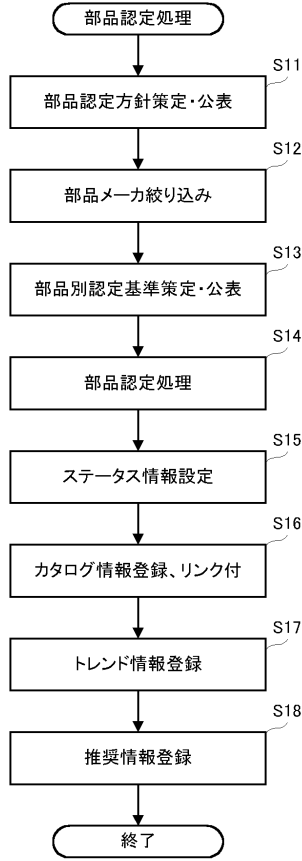 部品認定処理
S11
部品認定方針策定・公表
S12
部品メーカ絞り込み
S13
部品別認定基準策定・公表
S14
部品認定処理
S15
ステータス情報設定
S16
カタログ情報登録、リンク付
S17
トレンド情報登録
S18
推奨情報登録
終了